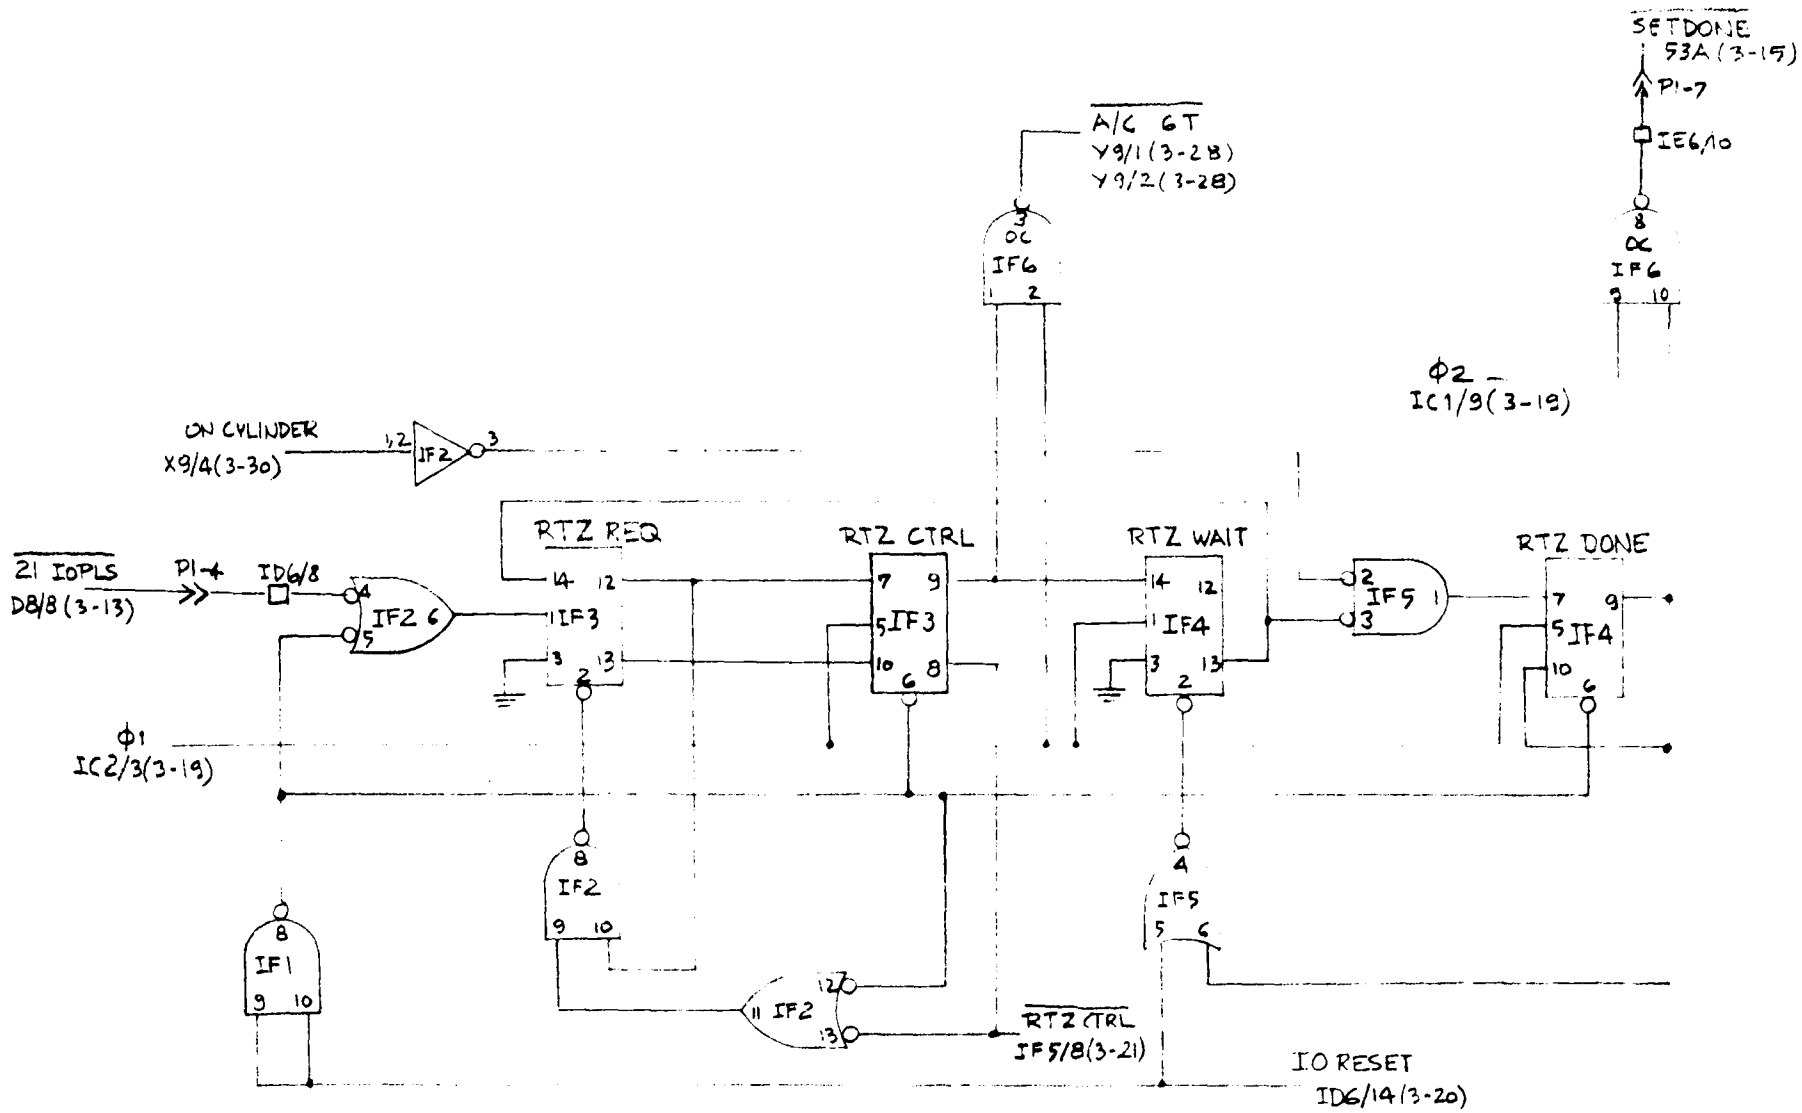 SETDONE
53A(3-15)
P1-7
IE6/10
8
OC
IF6
9 10
A/C GT
Y9/1(3-28)
Y9/2(3-28)
3
OC
IF6
1 2
Φ2
IC1/9(3-19)
ON CYLINDER
X9/4(3-30)
1,2 IF2 3
21 IOPLS
D8/8(3-13)
P1-4
ID6/8
4
IF2 6
5
RTZ REQ
14 12
1 IF3
3 13
2
RTZ CTRL
7 9
5 IF3
10 8
6
RTZ WAIT
14 12
1 IF4
3 13
2
2
IF5 1
3
RTZ DONE
7 9
5 IF4
10
6
Φ1
IC2/3(3-19)
8
IF1
9 10
8
IF2
9 10
12
11 IF2
13
4
IF5
5 6
RTZ CTRL
IF5/8(3-21)
I.O RESET
ID6/14(3-20)